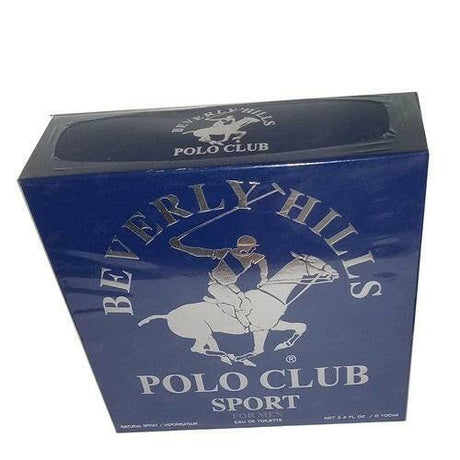 BEVERLY HILLS
POLO CLUB
BEVERLY HILLS
®
POLO CLUB
SPORT
FOR MEN
NATURAL SPRAY / VAPORISATEUR
EAU DE TOILETTE
NET 3.4 FL. OZ. / 100ml